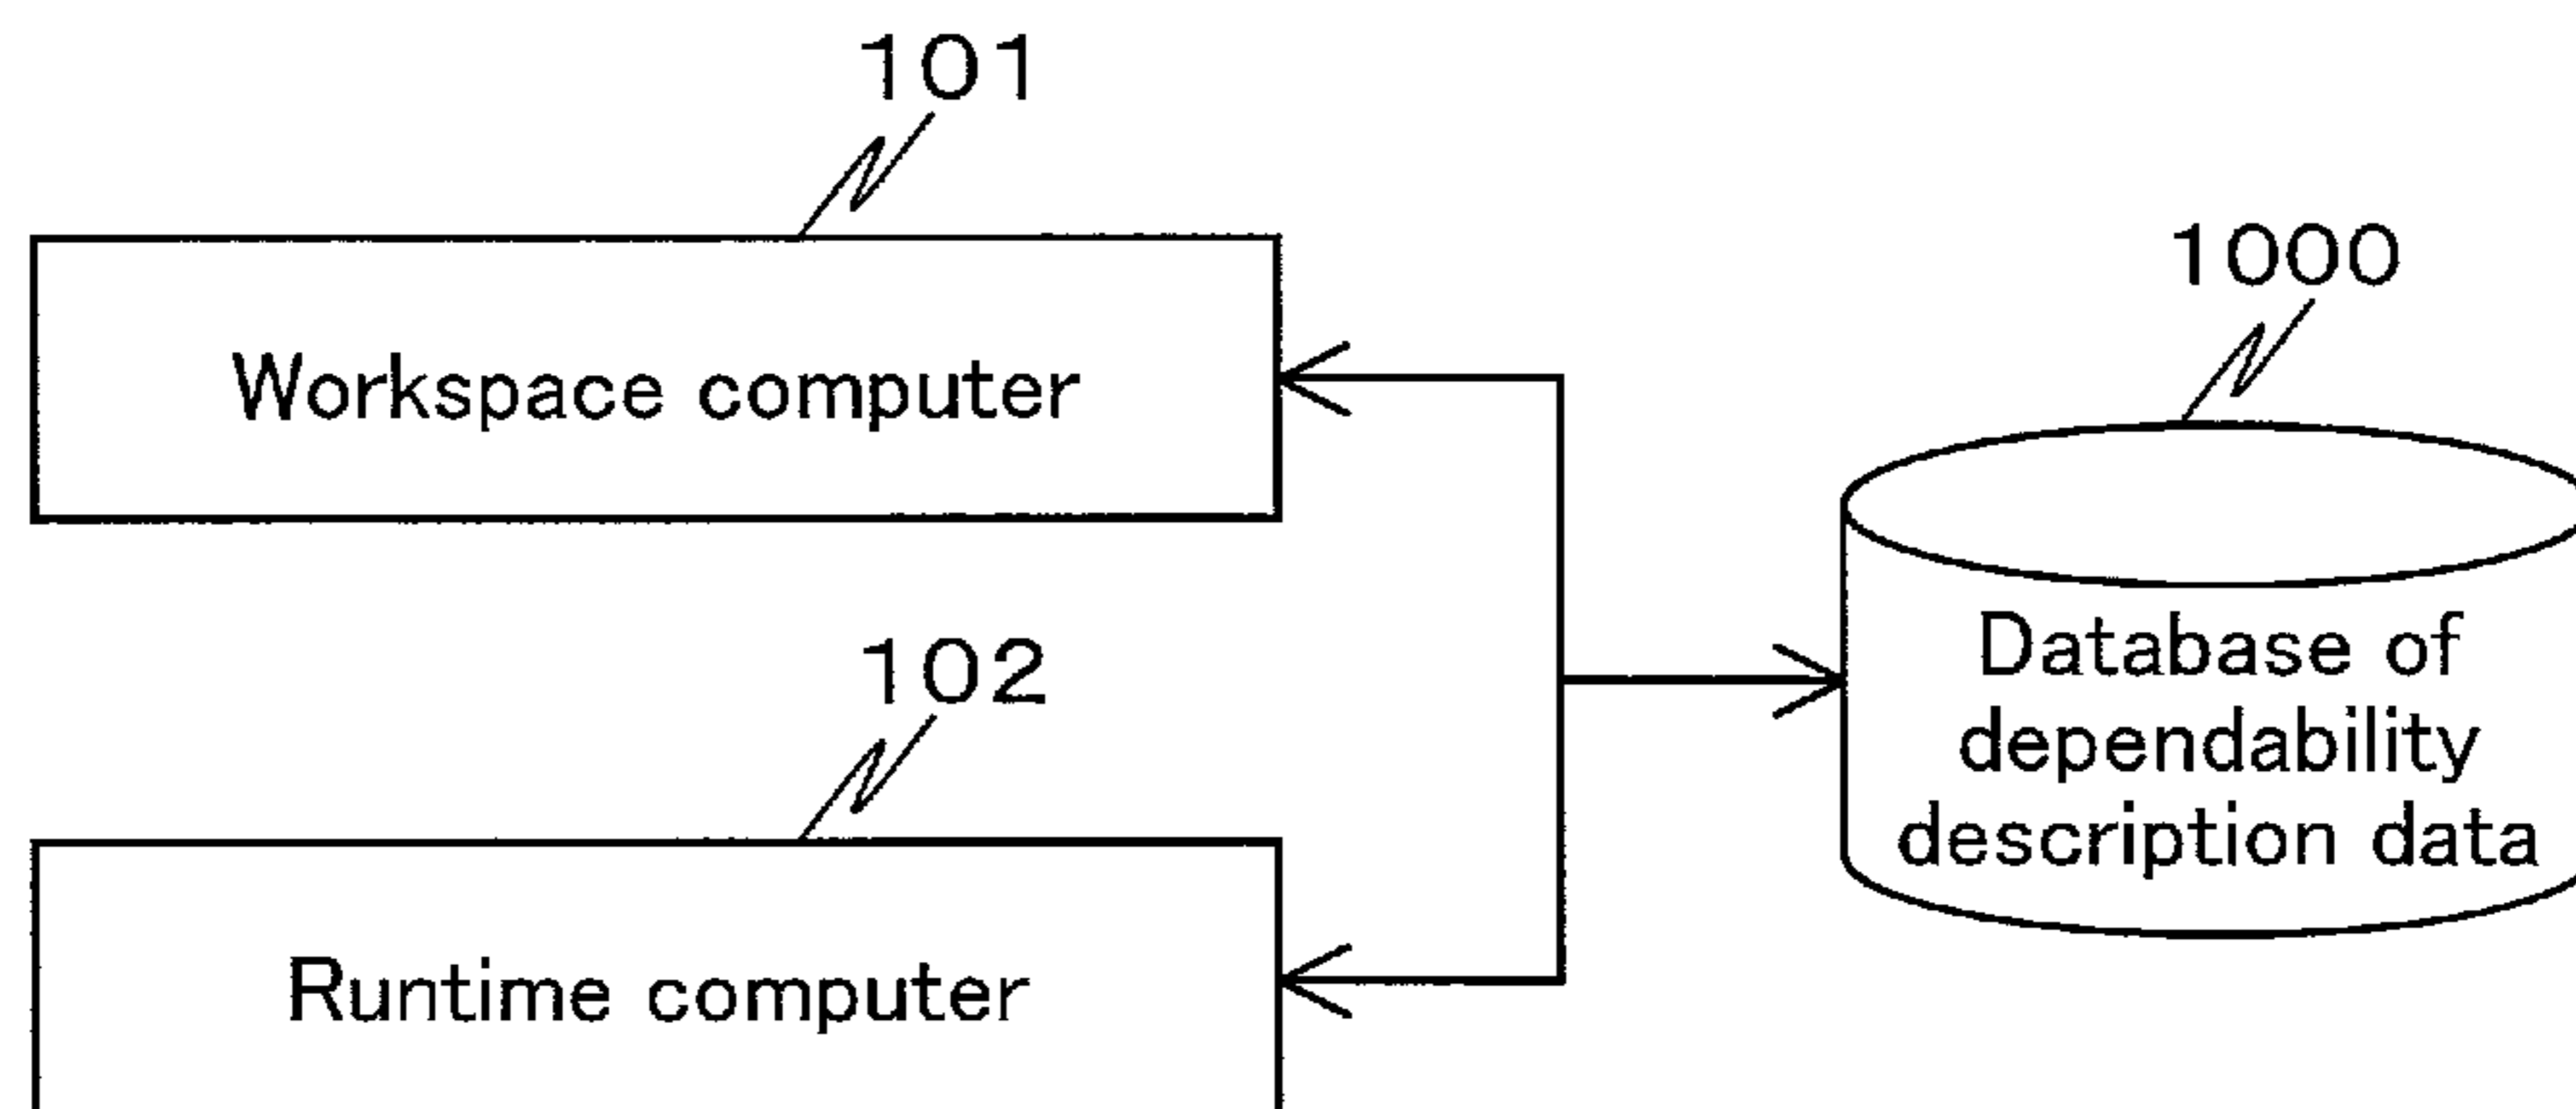 101
Workspace computer
1000
Database of
dependability
description data
102
Runtime computer